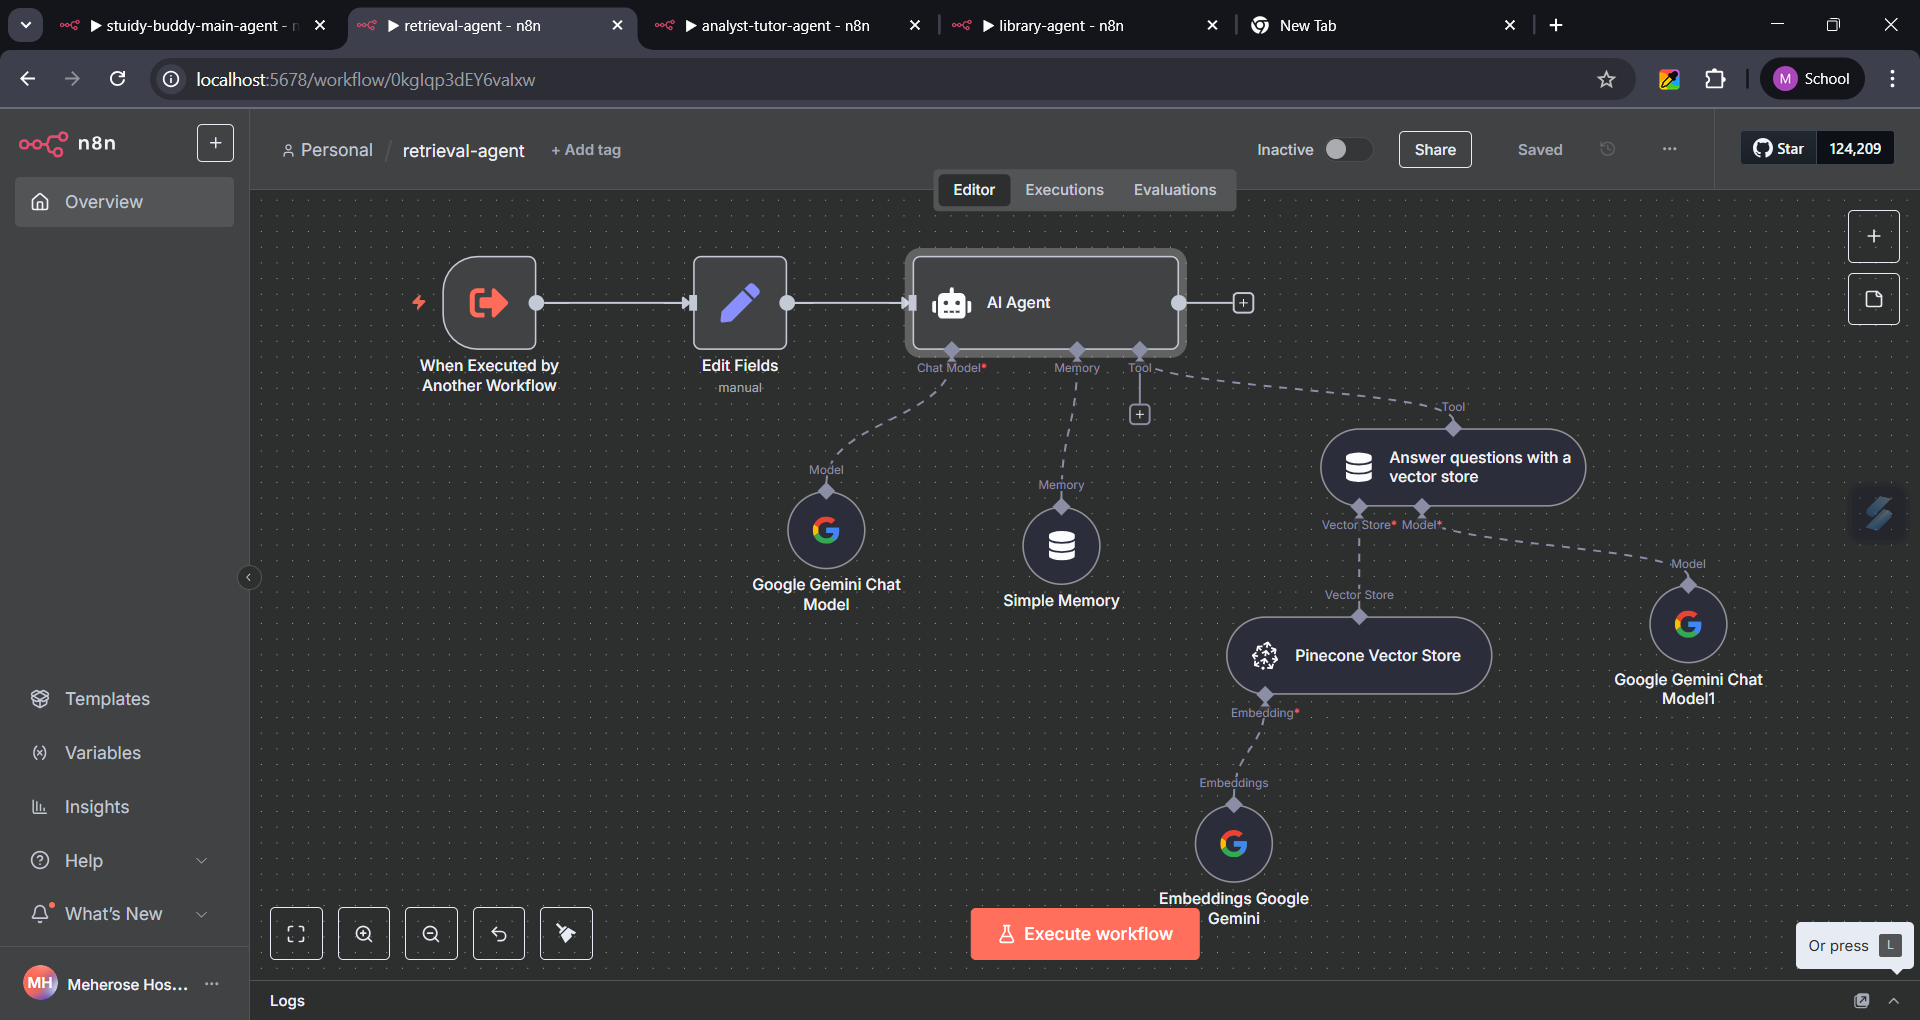 stuidy-buddy-main-agent - n
retrieval-agent - n8n
analyst-tutor-agent - n8n
library-agent - n8n
New Tab
localhost:5678/workflow/0kglqp3dEY6valxw
M
School
n8n
Personal / retrieval-agent + Add tag
Inactive
Share
Saved
Star 124,209
Editor Executions Evaluations
Overview
Templates
Variables
Insights
Help
What's New
MH Meherose Hos...
When Executed by
Another Workflow
Edit Fields
manual
AI Agent
Chat Model*
Memory
Tool
Model
Google Gemini Chat
Model
Memory
Simple Memory
Tool
Answer questions with a
vector store
Vector Store* Model*
Vector Store
Pinecone Vector Store
Embedding*
Model
Google Gemini Chat
Model1
Embeddings
Embeddings Google
Gemini
Execute workflow
Or press L
Logs